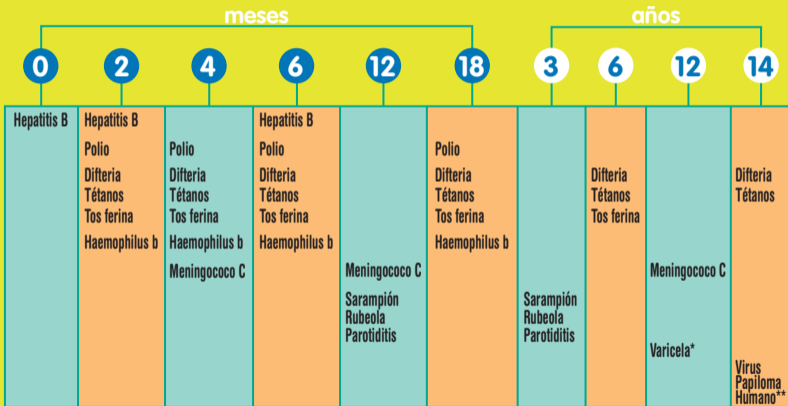 meses
años
0
2
4
6
12
18
3
6
12
14
Hepatitis B
Hepatitis B
Polio
Difteria
Tétanos
Tos ferina
Haemophilus b
Polio
Difteria
Tétanos
Tos ferina
Haemophilus b
Meningococo C
Hepatitis B
Polio
Difteria
Tétanos
Tos ferina
Haemophilus b
Meningococo C
Sarampión
Rubeola
Parotiditis
Polio
Difteria
Tétanos
Tos ferina
Haemophilus b
Sarampión
Rubeola
Parotiditis
Difteria
Tétanos
Tos ferina
Meningococo C
Varicela*
Difteria
Tétanos
Virus
Papiloma
Humano**